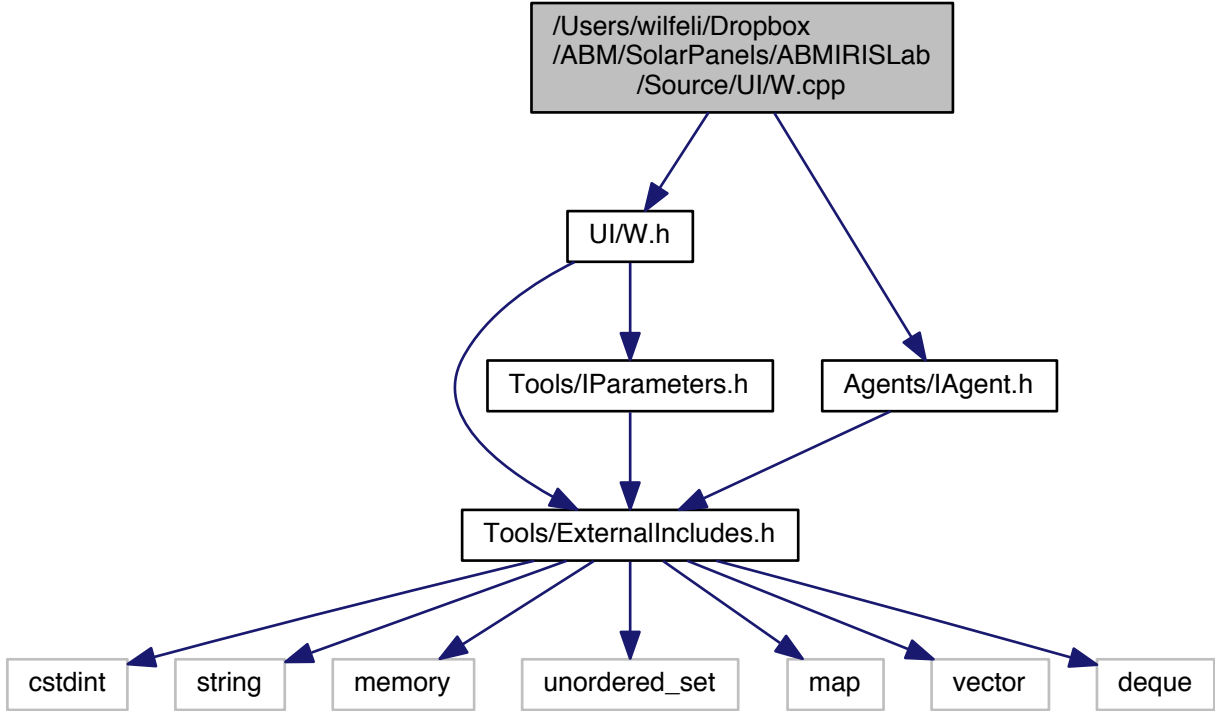 /Users/wilfeli/Dropbox
/ABM/SolarPanels/ABMIRISLab
/Source/UI/W.cpp
UI/W.h
Tools/IParameters.h
Agents/IAgent.h
Tools/ExternalIncludes.h
cstdint
string
memory
unordered_set
map
vector
deque